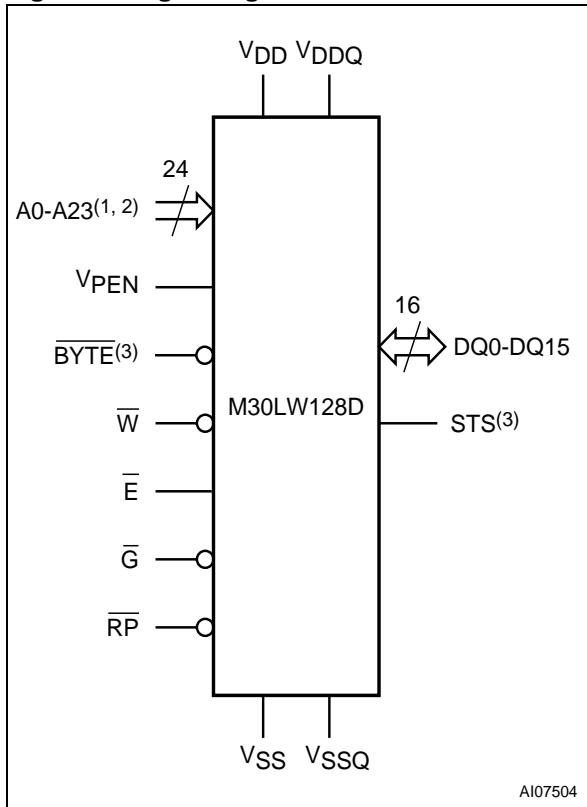 VDD VDDQ
24
A0-A23(1, 2)
VPEN
BYTE(3)
W
E
G
RP
M30LW128D
16
DQ0-DQ15
STS(3)
VSS VSSQ
AI07504